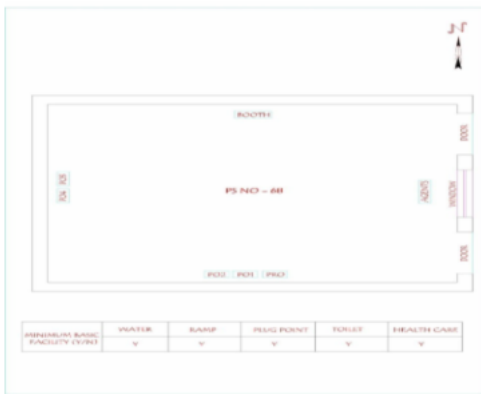 N
BOOTH
DOOR
PS NO – 68
WINDOW
DOOR
PO2 PO1 PRO
MINIMUM BASIC FACILITY (Y/N) WATER RAMP PLUG POINT TOILET HEALTH CARE
Y Y Y Y Y